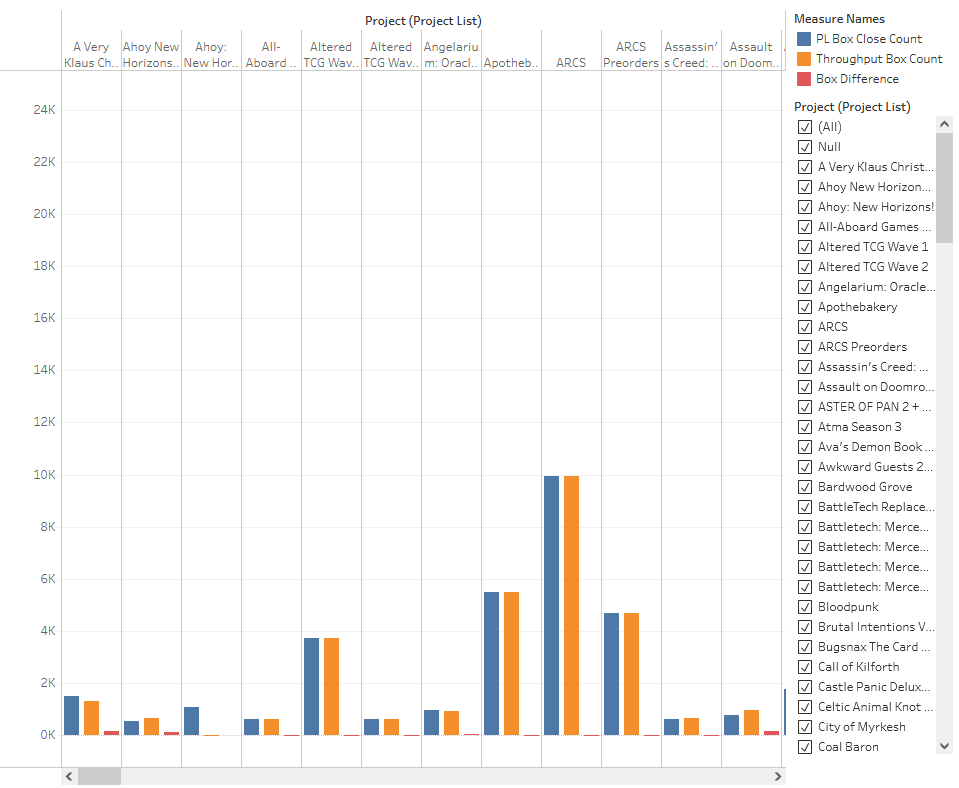 Project (Project List)
A Very
Klaus Ch..
Ahoy New
Horizons..
Ahoy:
New Hor..
All-
Aboard ..
Altered
TCG Wav..
Altered
TCG Wav..
Angelariu
m: Oracl..
Apotheb..
ARCS
ARCS
Preorders
Assassin'
s Creed: ..
Assault
on Doom..
24K
22K
20K
18K
16K
14K
12K
10K
8K
6K
4K
2K
0K
Measure Names
PL Box Close Count
Throughput Box Count
Box Difference
Project (Project List)
(All)
Null
A Very Klaus Christ...
Ahoy New Horizon...
Ahoy: New Horizons!
All-Aboard Games ...
Altered TCG Wave 1
Altered TCG Wave 2
Angelarium: Oracle...
Apothebakery
ARCS
ARCS Preorders
Assassin's Creed: ...
Assault on Doomro...
ASTER OF PAN 2 + ...
Atma Season 3
Ava's Demon Book ...
Awkward Guests 2...
Bardwood Grove
BattleTech Replace...
Battletech: Merce...
Battletech: Merce...
Battletech: Merce...
Battletech: Merce...
Bloodpunk
Brutal Intentions V...
Bugsnax The Card ...
Call of Kilforth
Castle Panic Delux...
Celtic Animal Knot ...
City of Myrkesh
Coal Baron